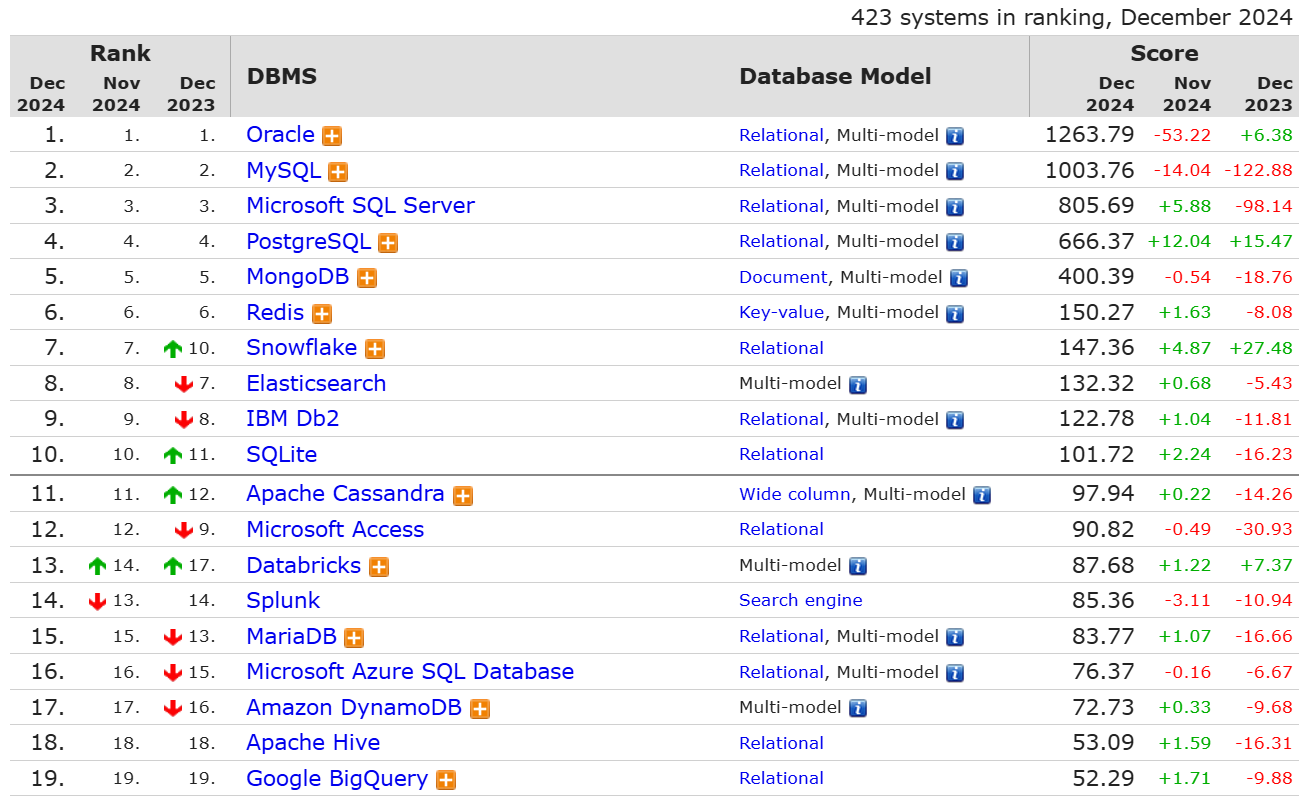 423 systems in ranking, December 2024
Rank DBMS Database Model Score
Dec 2024 Nov 2024 Dec 2023 Dec 2024 Nov 2024 Dec 2023
1. 1. 1. Oracle Relational, Multi-model 1263.79 -53.22 +6.38
2. 2. 2. MySQL Relational, Multi-model 1003.76 -14.04 -122.88
3. 3. 3. Microsoft SQL Server Relational, Multi-model 805.69 +5.88 -98.14
4. 4. 4. PostgreSQL Relational, Multi-model 666.37 +12.04 +15.47
5. 5. 5. MongoDB Document, Multi-model 400.39 -0.54 -18.76
6. 6. 6. Redis Key-value, Multi-model 150.27 +1.63 -8.08
7. 7. 10. Snowflake Relational 147.36 +4.87 +27.48
8. 8. 7. Elasticsearch Multi-model 132.32 +0.68 -5.43
9. 9. 8. IBM Db2 Relational, Multi-model 122.78 +1.04 -11.81
10. 10. 11. SQLite Relational 101.72 +2.24 -16.23
11. 11. 12. Apache Cassandra Wide column, Multi-model 97.94 +0.22 -14.26
12. 12. 9. Microsoft Access Relational 90.82 -0.49 -30.93
13. 14. 17. Databricks Multi-model 87.68 +1.22 +7.37
14. 13. 14. Splunk Search engine 85.36 -3.11 -10.94
15. 15. 13. MariaDB Relational, Multi-model 83.77 +1.07 -16.66
16. 16. 15. Microsoft Azure SQL Database Relational, Multi-model 76.37 -0.16 -6.67
17. 17. 16. Amazon DynamoDB Multi-model 72.73 +0.33 -9.68
18. 18. 18. Apache Hive Relational 53.09 +1.59 -16.31
19. 19. 19. Google BigQuery Relational 52.29 +1.71 -9.88